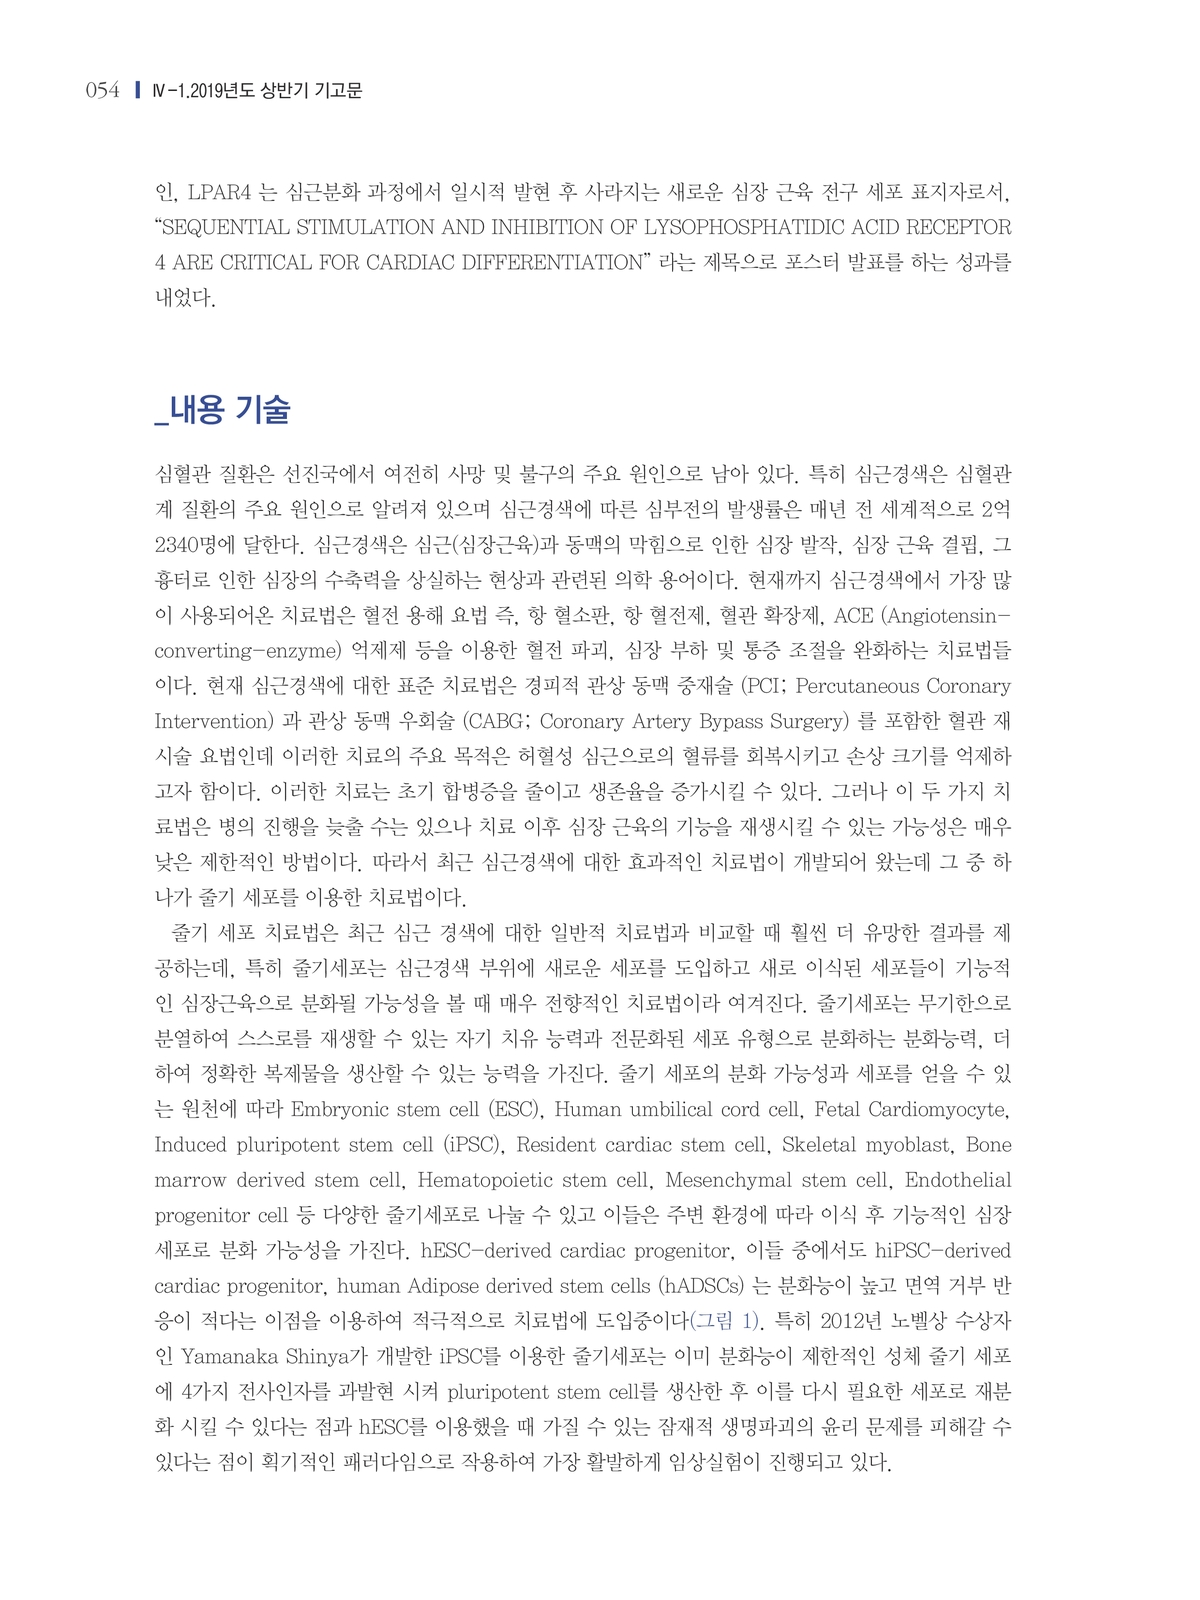 054 Ⅳ-1.2019년도 상반기 기고문
인, LPAR4 는 심근분화 과정에서 일시적 발현 후 사라지는 새로운 심장 근육 전구 세포 표지자로서,
“SEQUENTIAL STIMULATION AND INHIBITION OF LYSOPHOSPHATIDIC ACID RECEPTOR
4 ARE CRITICAL FOR CARDIAC DIFFERENTIATION” 라는 제목으로 포스터 발표를 하는 성과를
내었다.
_내용 기술
심혈관 질환은 선진국에서 여전히 사망 및 불구의 주요 원인으로 남아 있다. 특히 심근경색은 심혈관
계 질환의 주요 원인으로 알려져 있으며 심근경색에 따른 심부전의 발생률은 매년 전 세계적으로 2억
2340명에 달한다. 심근경색은 심근(심장근육)과 동맥의 막힘으로 인한 심장 발작, 심장 근육 결핍, 그
흉터로 인한 심장의 수축력을 상실하는 현상과 관련된 의학 용어이다. 현재까지 심근경색에서 가장 많
이 사용되어온 치료법은 혈전 용해 요법 즉, 항 혈소판, 항 혈전제, 혈관 확장제, ACE (Angiotensin-
converting-enzyme) 억제제 등을 이용한 혈전 파괴, 심장 부하 및 통증 조절을 완화하는 치료법들
이다. 현재 심근경색에 대한 표준 치료법은 경피적 관상 동맥 중재술 (PCI; Percutaneous Coronary
Intervention) 과 관상 동맥 우회술 (CABG; Coronary Artery Bypass Surgery) 를 포함한 혈관 재
시술 요법인데 이러한 치료의 주요 목적은 허혈성 심근으로의 혈류를 회복시키고 손상 크기를 억제하
고자 함이다. 이러한 치료는 초기 합병증을 줄이고 생존율을 증가시킬 수 있다. 그러나 이 두 가지 치
료법은 병의 진행을 늦출 수는 있으나 치료 이후 심장 근육의 기능을 재생시킬 수 있는 가능성은 매우
낮은 제한적인 방법이다. 따라서 최근 심근경색에 대한 효과적인 치료법이 개발되어 왔는데 그 중 하
나가 줄기 세포를 이용한 치료법이다.
줄기 세포 치료법은 최근 심근 경색에 대한 일반적 치료법과 비교할 때 훨씬 더 유망한 결과를 제
공하는데, 특히 줄기세포는 심근경색 부위에 새로운 세포를 도입하고 새로 이식된 세포들이 기능적
인 심장근육으로 분화될 가능성을 볼 때 매우 전향적인 치료법이라 여겨진다. 줄기세포는 무기한으로
분열하여 스스로를 재생할 수 있는 자기 치유 능력과 전문화된 세포 유형으로 분화하는 분화능력, 더
하여 정확한 복제물을 생산할 수 있는 능력을 가진다. 줄기 세포의 분화 가능성과 세포를 얻을 수 있
는 원천에 따라 Embryonic stem cell (ESC), Human umbilical cord cell, Fetal Cardiomyocyte,
Induced pluripotent stem cell (iPSC), Resident cardiac stem cell, Skeletal myoblast, Bone
marrow derived stem cell, Hematopoietic stem cell, Mesenchymal stem cell, Endothelial
progenitor cell 등 다양한 줄기세포로 나눌 수 있고 이들은 주변 환경에 따라 이식 후 기능적인 심장
세포로 분화 가능성을 가진다. hESC-derived cardiac progenitor, 이들 중에서도 hiPSC-derived
cardiac progenitor, human Adipose derived stem cells (hADSCs) 는 분화능이 높고 면역 거부 반
응이 적다는 이점을 이용하여 적극적으로 치료법에 도입중이다(그림 1). 특히 2012년 노벨상 수상자
인 Yamanaka Shinya가 개발한 iPSC를 이용한 줄기세포는 이미 분화능이 제한적인 성체 줄기 세포
에 4가지 전사인자를 과발현 시켜 pluripotent stem cell를 생산한 후 이를 다시 필요한 세포로 재분
화 시킬 수 있다는 점과 hESC를 이용했을 때 가질 수 있는 잠재적 생명파괴의 윤리 문제를 피해갈 수
있다는 점이 획기적인 패러다임으로 작용하여 가장 활발하게 임상실험이 진행되고 있다.